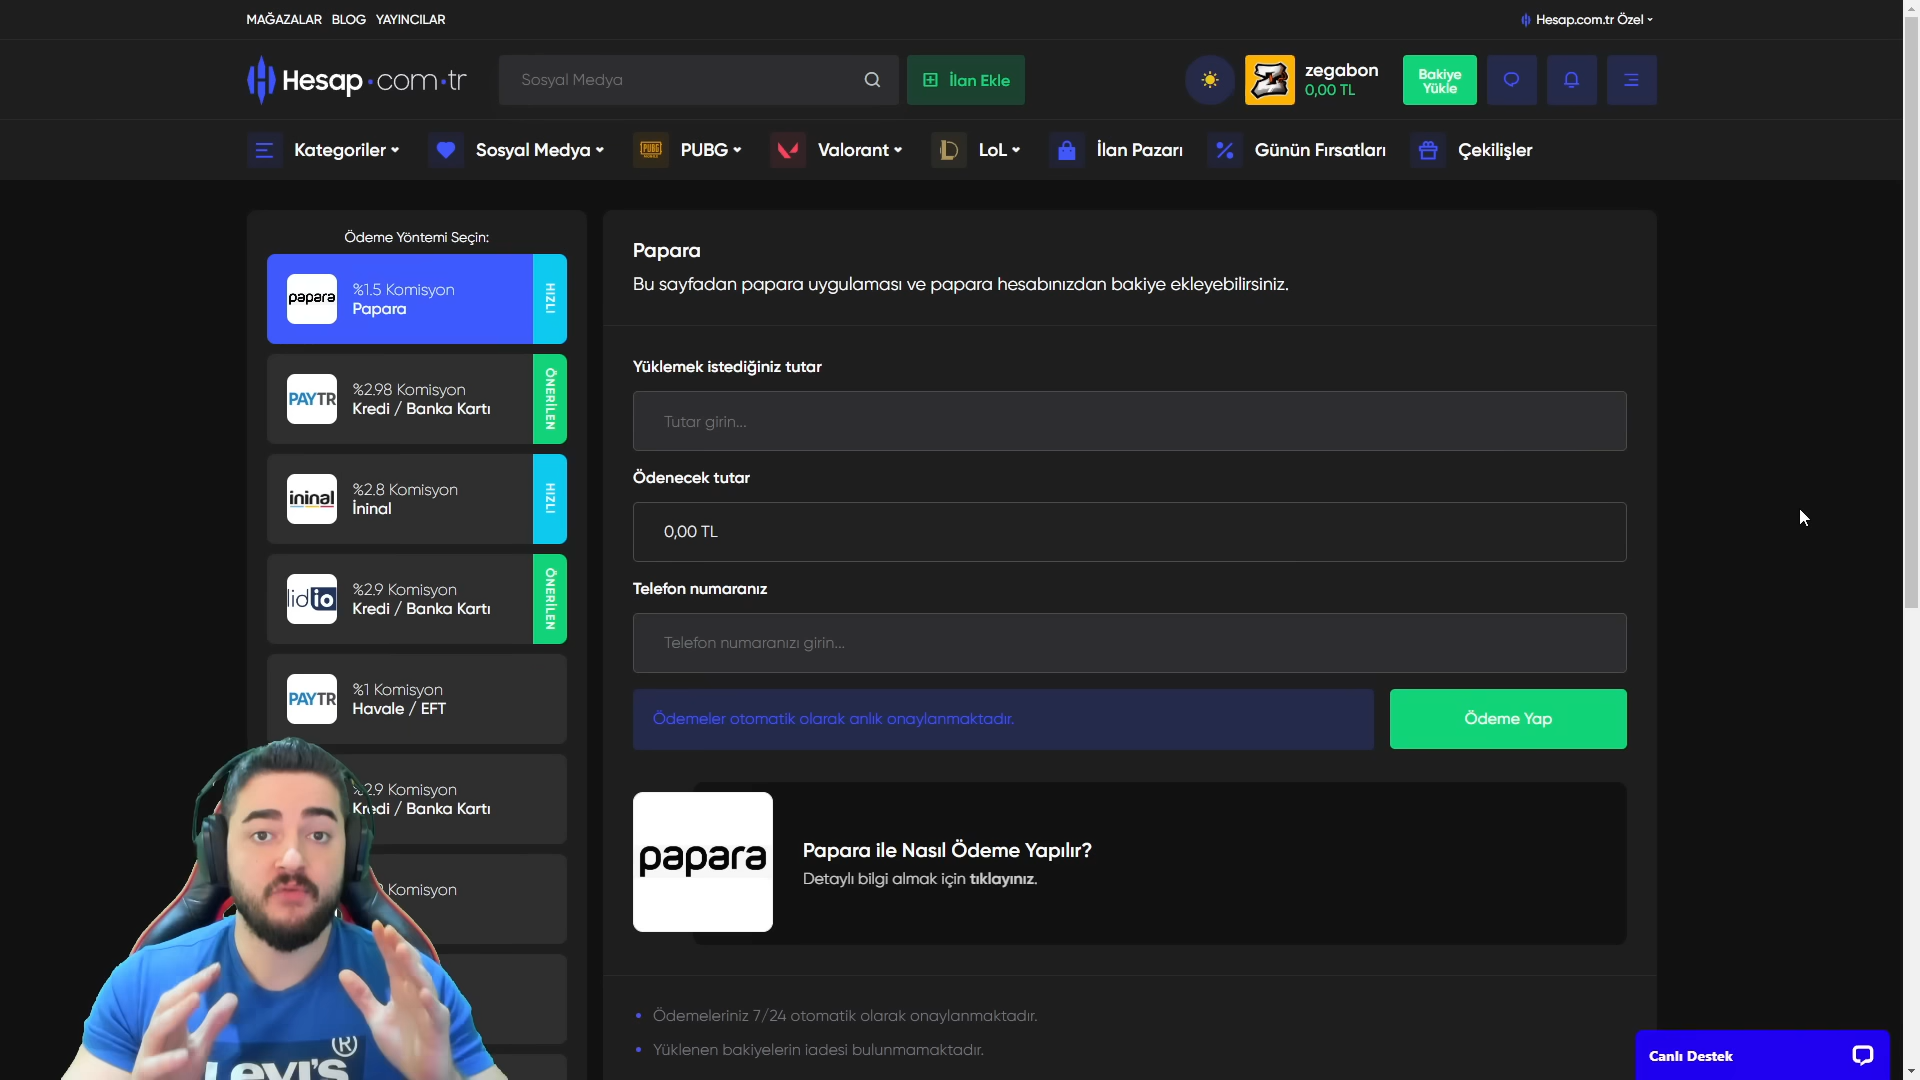 MAĞAZALAR BLOG YAYINCILAR
Hesap.com.tr Özel
Hesap·com·tr
Sosyal Medya
İlan Ekle
zegabon
0,00 TL
Bakiye
Yükle
Kategoriler
Sosyal Medya
PUBG
Valorant
LoL
İlan Pazarı
Günün Fırsatları
Çekilişler
Ödeme Yöntemi Seçin:
papara
%1.5 Komisyon
Papara
HIZLI
PAYTR
%2.98 Komisyon
Kredi / Banka Kartı
ÖNERİLEN
ininal
%2.8 Komisyon
İninal
HIZLI
lidio
%2.9 Komisyon
Kredi / Banka Kartı
ÖNERİLEN
PAYTR
%1 Komisyon
Havale / EFT
%2.9 Komisyon
Kredi / Banka Kartı
Komisyon
Papara
Bu sayfadan papara uygulaması ve papara hesabınızdan bakiye ekleyebilirsiniz.
Yüklemek istediğiniz tutar
Tutar girin...
Ödenecek tutar
0,00 TL
Telefon numaranız
Telefon numaranızı girin...
Ödemeler otomatik olarak anlık onaylanmaktadır.
Ödeme Yap
papara
Papara ile Nasıl Ödeme Yapılır?
Detaylı bilgi almak için tıklayınız.
• Ödemeleriniz 7/24 otomatik olarak onaylanmaktadır.
• Yüklenen bakiyelerin iadesi bulunmamaktadır.
Levi's ®
Canlı Destek